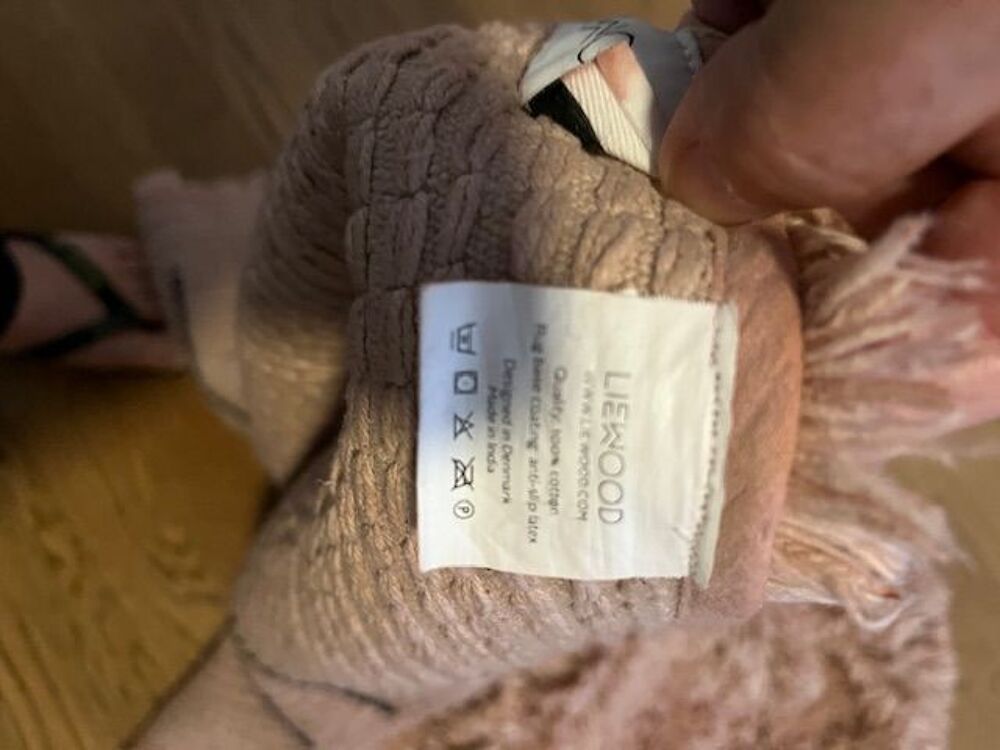 LIEWOOD
WWW.LIEWOOD.COM
Quality: 100% cotton
Rug base coating: anti-slip latex
Designed in Denmark
Made in India
P